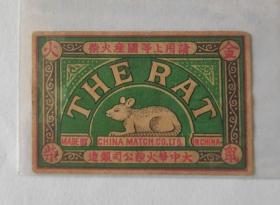 請用上等國產火柴
金
火
THE RAT
MADE BY
CHINA MATCH CO., LTD.
IN CHINA
鼠
柴
大中華火柴公司製造